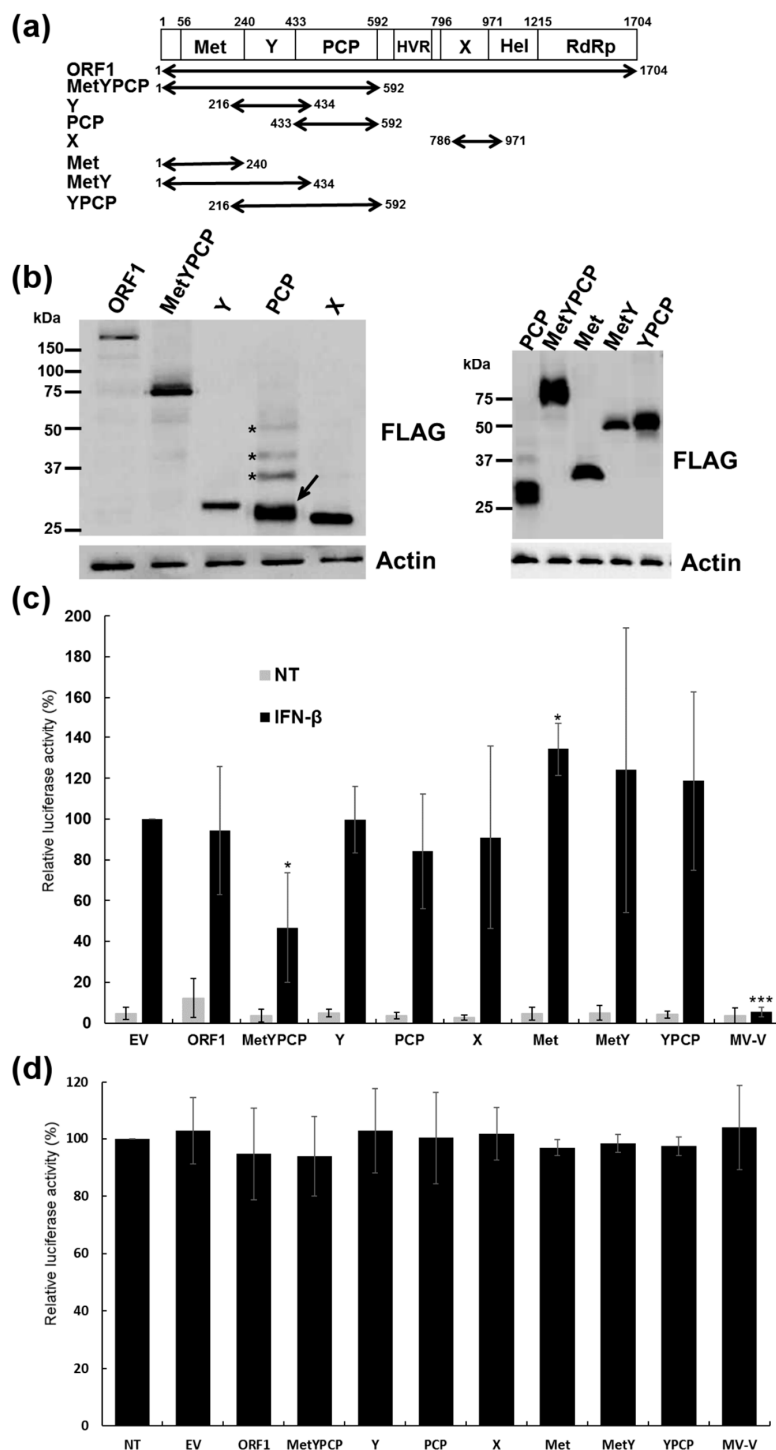 (a)
1 56 240 433 592 796 971 1215 1704
Met Y PCP HVR X Hel RdRp
ORF1 1 1704
MetYPCP 1 592
Y 216 434
PCP 433 592
X 786 971
Met 1 240
MetY 1 434
YPCP 216 592
(b)
ORF1 MetYPCP Y PCP X
kDa
150
100
75
50 *
* 
37 *
25
FLAG
Actin
PCP MetYPCP Met MetY YPCP
kDa
75
50
37
25
FLAG
Actin
(c)
Relative luciferase activity (%)
200
180
160
140
120
100
80
60
40
20
0
NT
IFN-β
*
*
***
EV ORF1 MetYPCP Y PCP X Met MetY YPCP MV-V
(d)
Relative luciferase activity (%)
120
100
80
60
40
20
0
NT EV ORF1 MetYPCP Y PCP X Met MetY YPCP MV-V